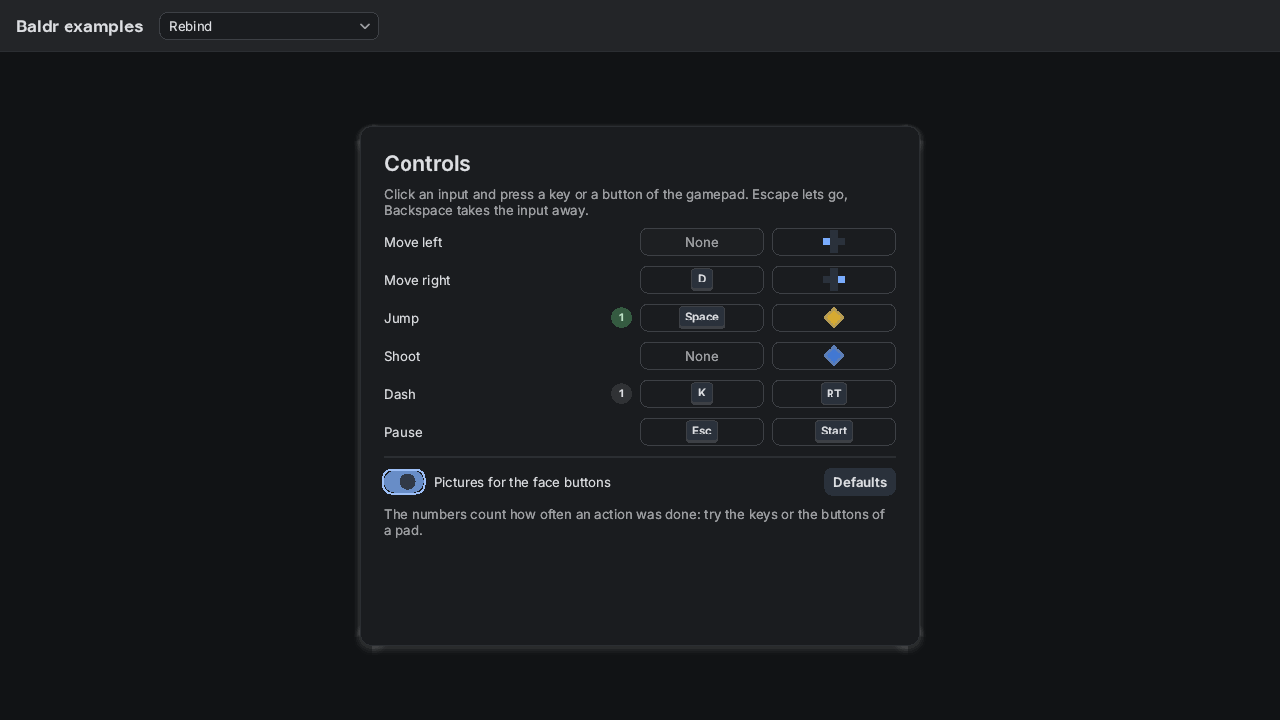 Baldr examples
Rebind
Controls
Click an input and press a key or a button of the gamepad. Escape lets go,
Backspace takes the input away.
Move left
None
Move right
D
Jump
1
Space
Shoot
None
Dash
1
K
RT
Pause
Esc
Start
Pictures for the face buttons
Defaults
The numbers count how often an action was done: try the keys or the buttons of
a pad.